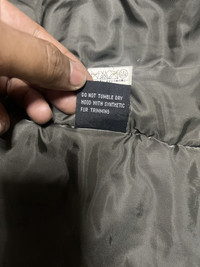 DO NOT TUMBLE DRY
HOOD WITH SYNTHETIC
FUR TRIMMING